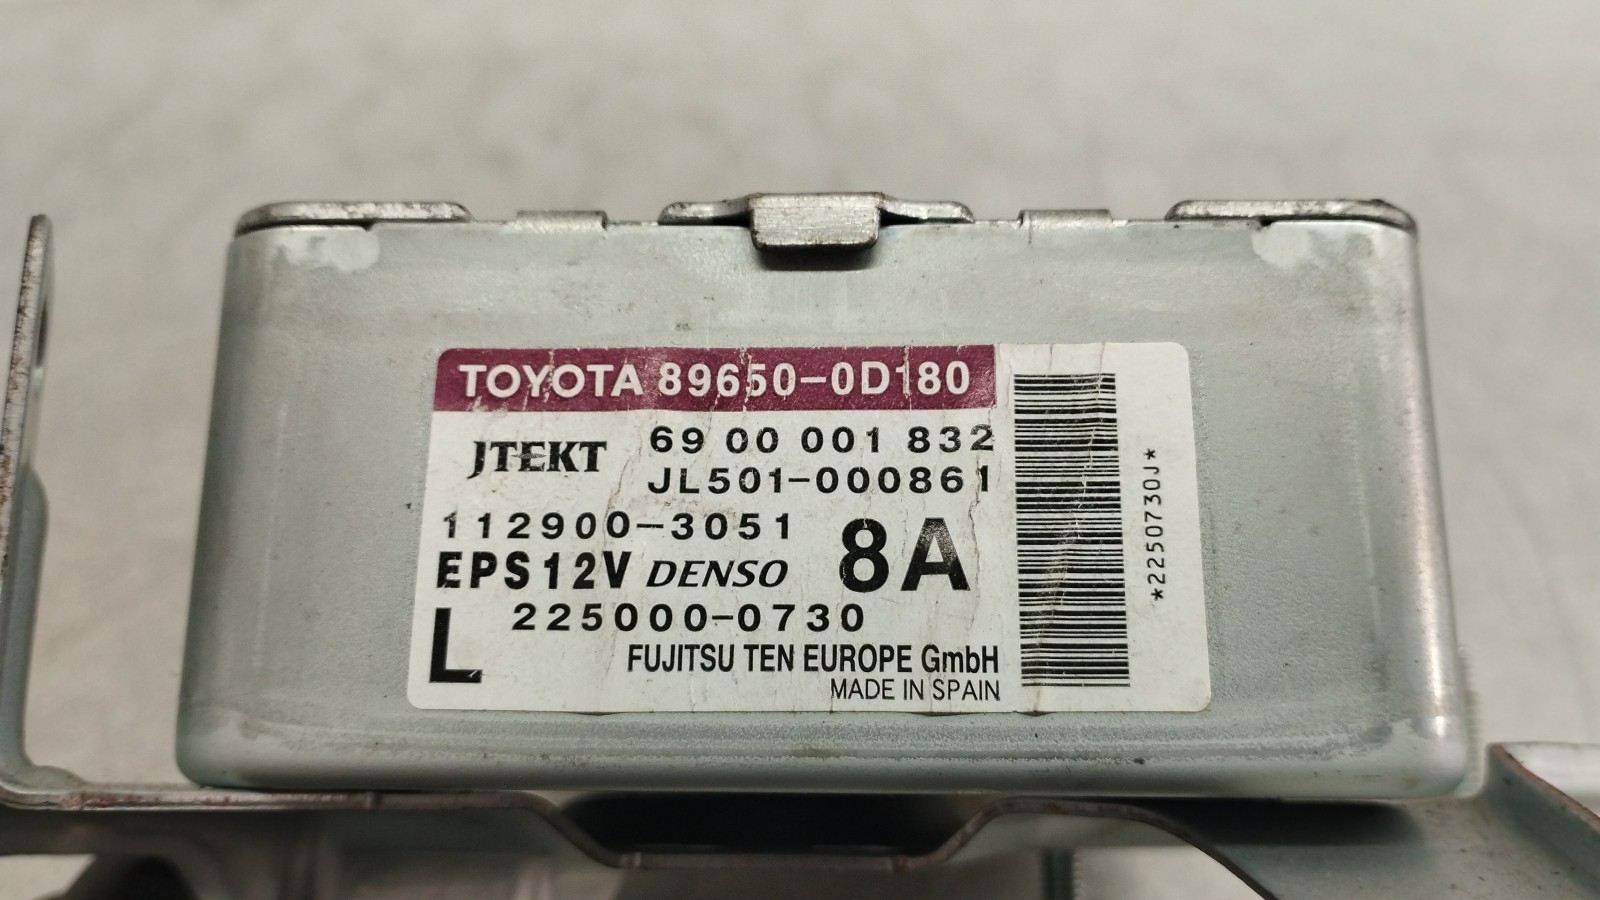 TOYOTA 89650-0D180
JTEKT 69 00 001 832
JL501-000861
112900-3051
EPS12V DENSO 8A
L 225000-0730
FUJITSU TEN EUROPE GmbH
MADE IN SPAIN
*2250730J*